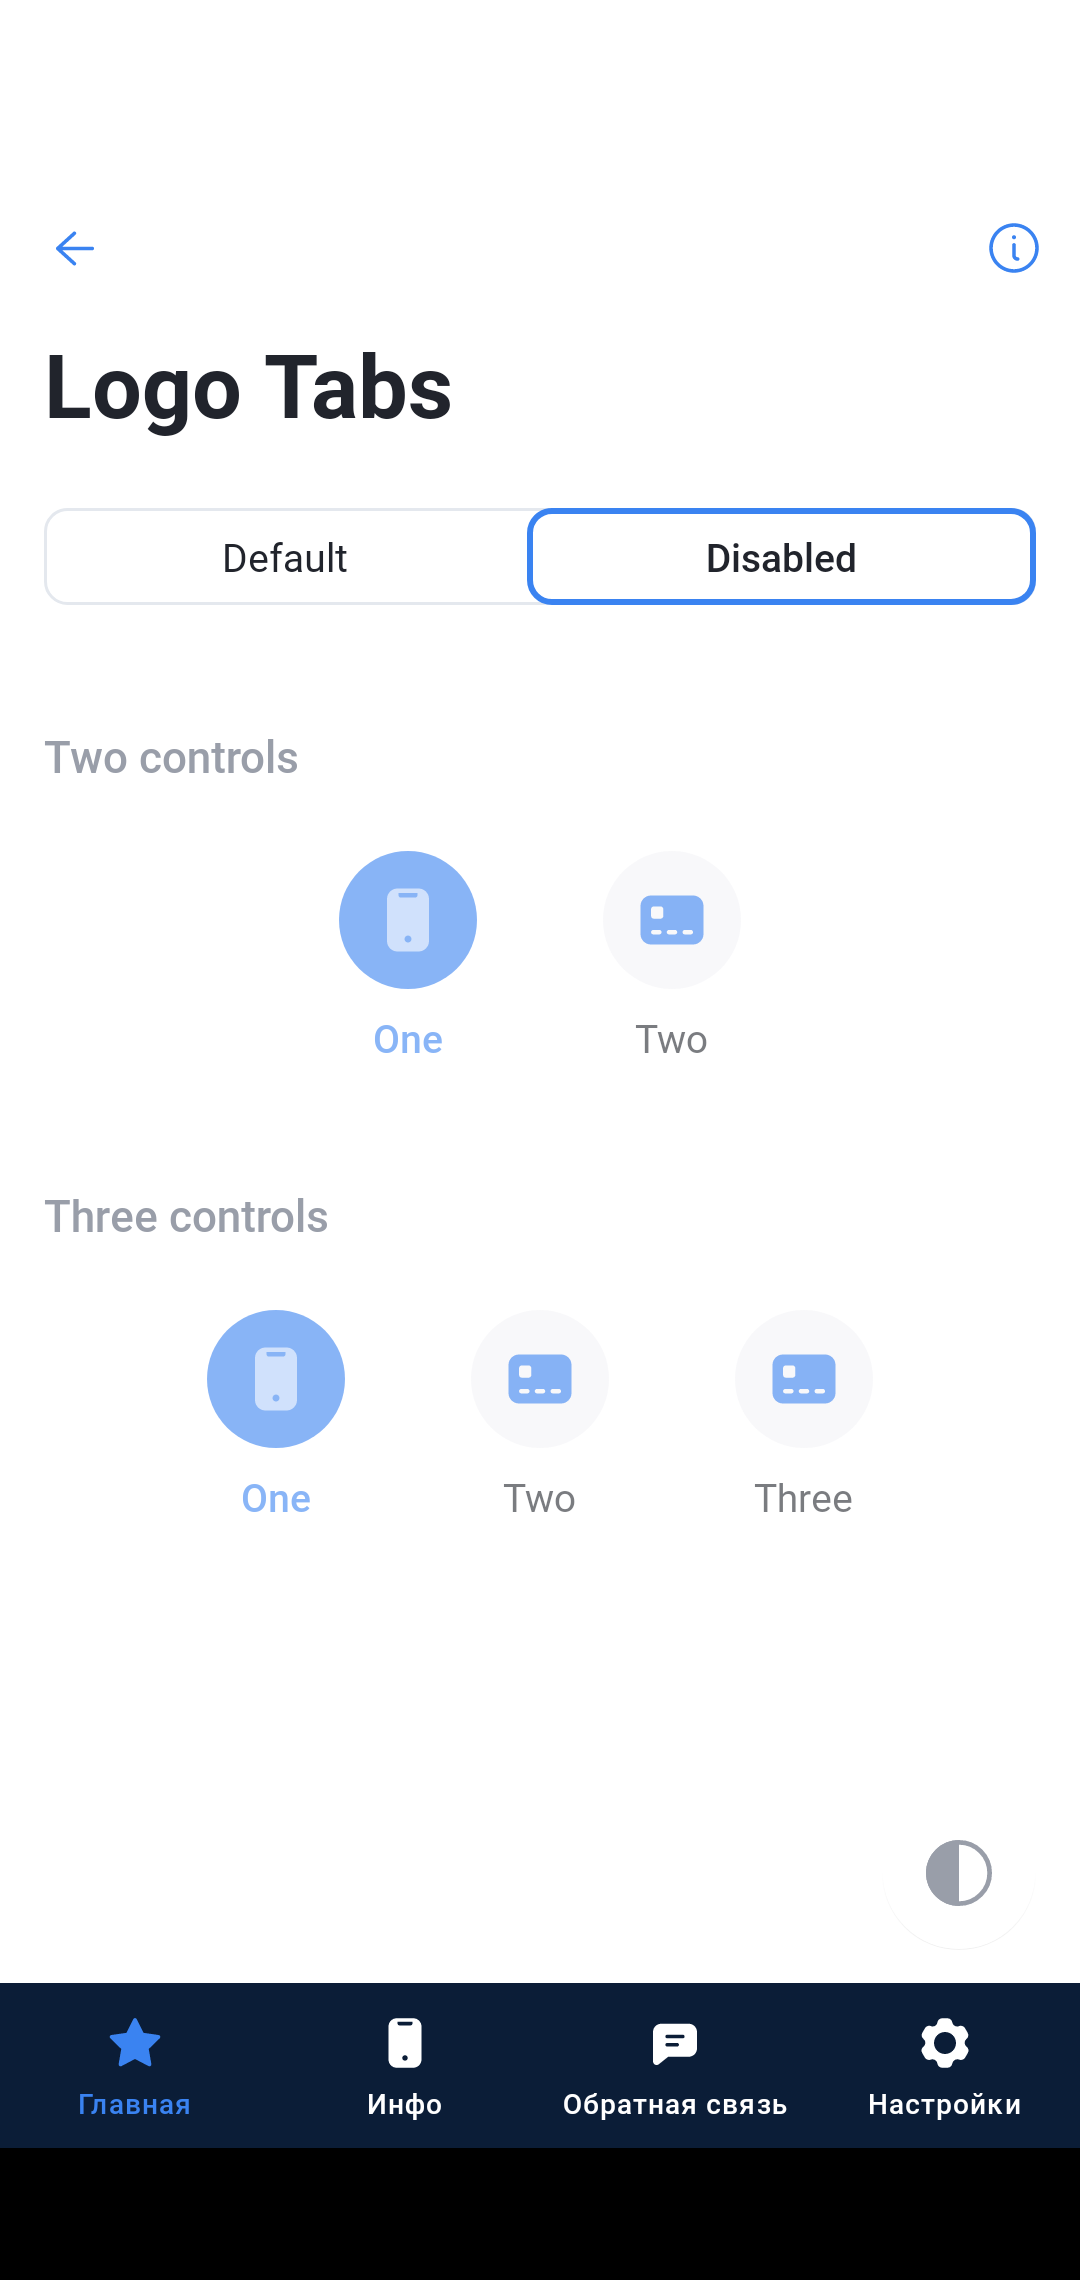 Logo Tabs
Default Disabled
Two controls
One Two
Three controls
One Two Three
Главная Инфо Обратная связь Настройки